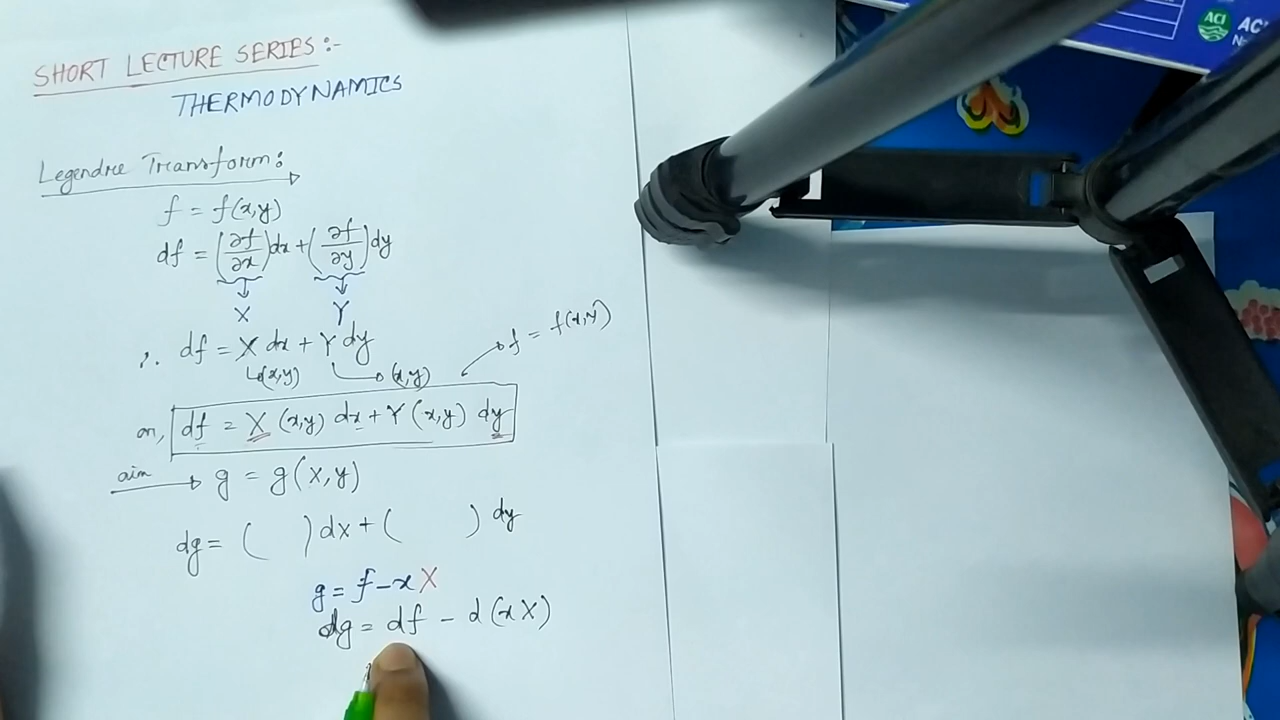 SHORT LECTURE SERIES :-
THERMODYNAMICS
Legendre Transform:
f = f(x,y)
df = (∂f/∂x)dx + (∂f/∂y)dy
X Y
∴ df = X dx + Y dy
(x,y) (x,y)
f = f(x,y)
or, df = X (x,y) dx + Y (x,y) dy
aim → g = g(X,y)
dg = ( ) dX + ( ) dy
g = f - xX
dg = df - d(xX)
ACI